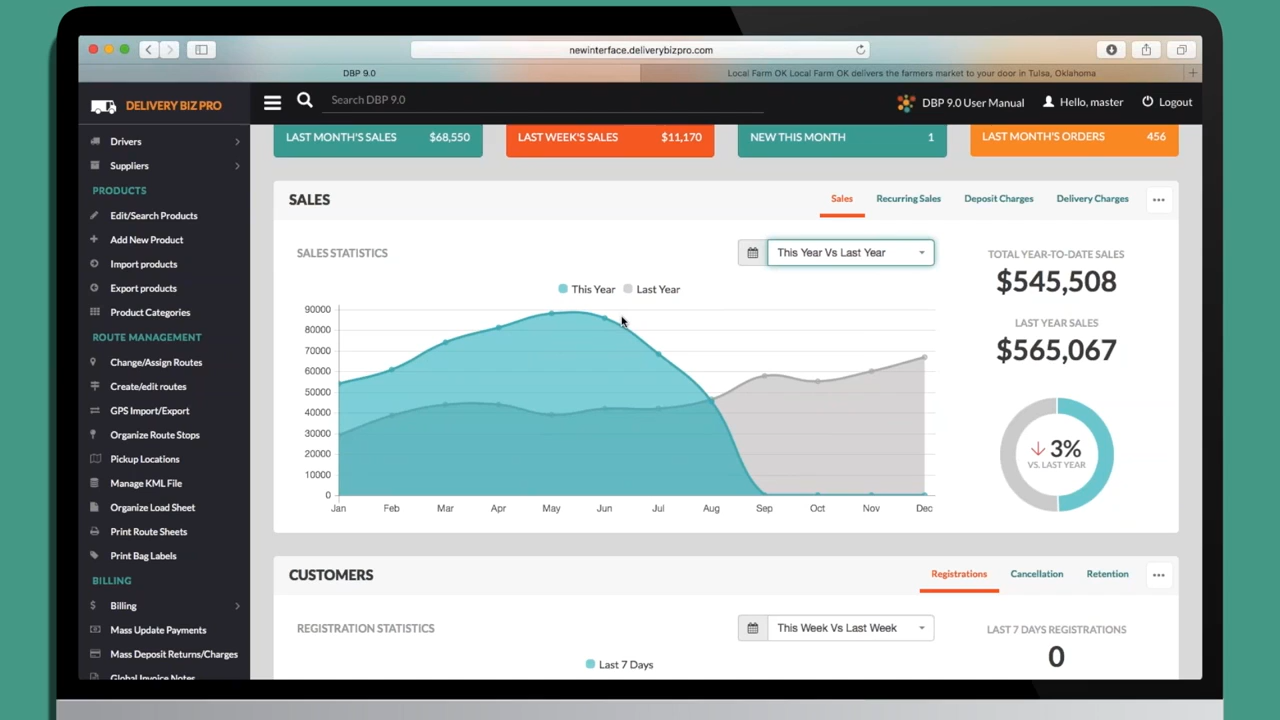 newinterface.deliverybizpro.com
DBP 9.0
Local Farm OK Local Farm OK delivers the farmers market to your door in Tulsa, Oklahoma
DELIVERY BIZ PRO
Search DBP 9.0
DBP 9.0 User Manual
Hello, master
Logout
Drivers
Suppliers
PRODUCTS
Edit/Search Products
Add New Product
Import products
Export products
Product Categories
ROUTE MANAGEMENT
Change/Assign Routes
Create/edit routes
GPS Import/Export
Organize Route Stops
Pickup Locations
Manage KML File
Organize Load Sheet
Print Route Sheets
Print Bag Labels
BILLING
Billing
Mass Update Payments
Mass Deposit Returns/Charges
Global Invoice Notes
LAST MONTH'S SALES $68,550
LAST WEEK'S SALES $11,170
NEW THIS MONTH 1
LAST MONTH'S ORDERS 456
SALES
Sales Recurring Sales Deposit Charges Delivery Charges
SALES STATISTICS
This Year Vs Last Year
This Year Last Year
90000
80000
70000
60000
50000
40000
30000
20000
10000
0
Jan Feb Mar Apr May Jun Jul Aug Sep Oct Nov Dec
TOTAL YEAR-TO-DATE SALES
$545,508
LAST YEAR SALES
$565,067
3%
VS. LAST YEAR
CUSTOMERS
Registrations Cancellation Retention
REGISTRATION STATISTICS
This Week Vs Last Week
Last 7 Days
LAST 7 DAYS REGISTRATIONS
0